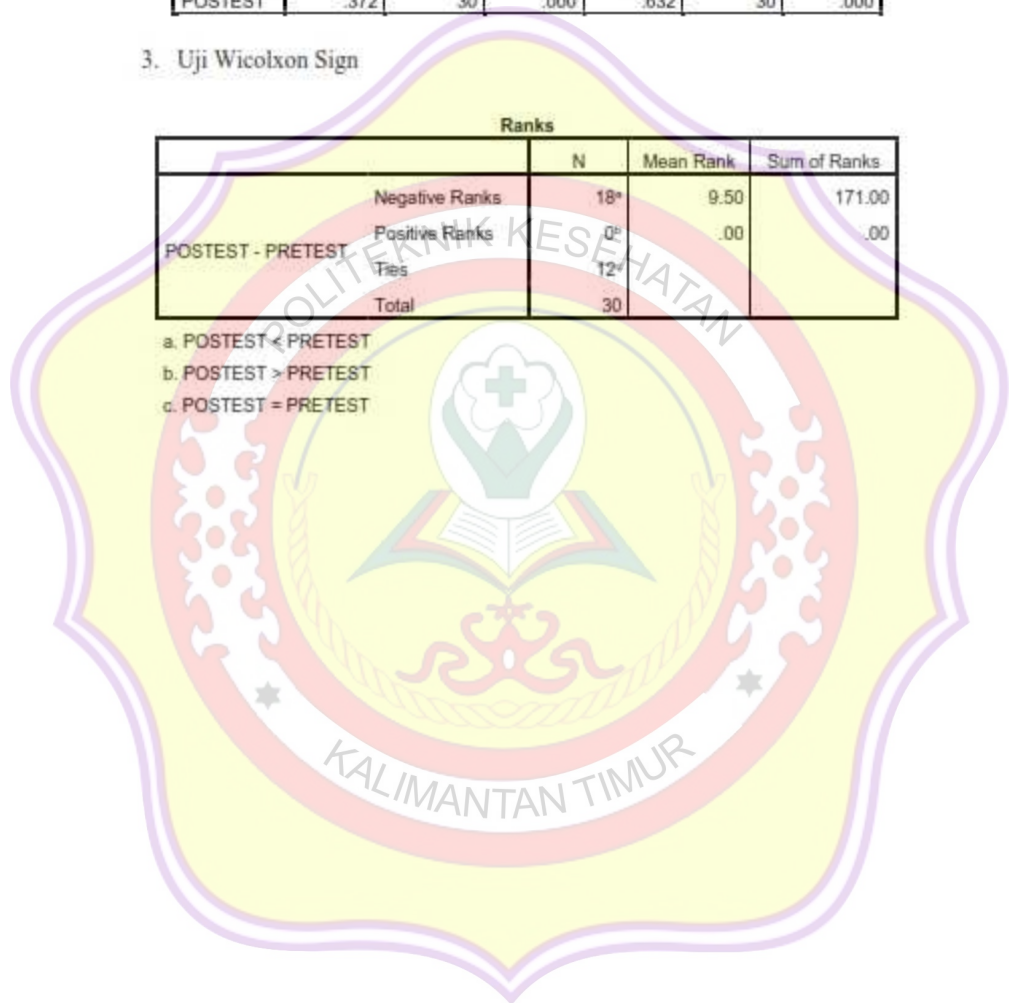 POSTEST .372 30 .000 .632 30 .000
3. Uji Wicolxon Sign
Ranks
N Mean Rank Sum of Ranks
POSTEST - PRETEST Negative Ranks 18a 9.50 171.00
Positive Ranks 0b .00 .00
Ties 12c
Total 30
a. POSTEST < PRETEST
b. POSTEST > PRETEST
c. POSTEST = PRETEST
POLITEKNIK KESEHATAN
KALIMANTAN TIMUR